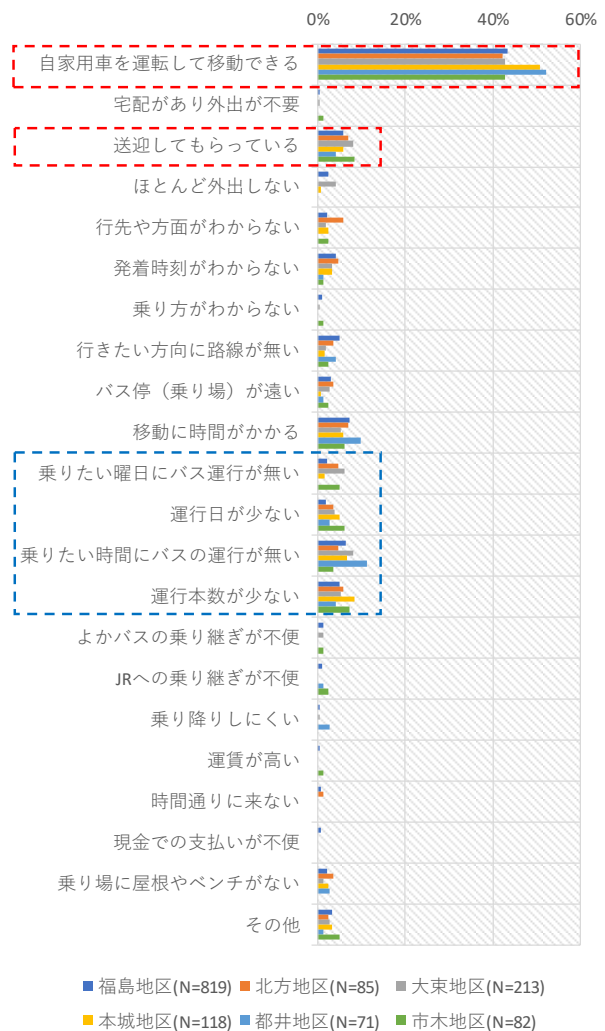 0% 20% 40% 60%
自家用車を運転して移動できる
宅配があり外出が不要
送迎してもらっている
ほとんど外出しない
行先や方面がわからない
発着時刻がわからない
乗り方がわからない
行きたい方向に路線が無い
バス停（乗り場）が遠い
移動に時間がかかる
乗りたい曜日にバス運行が無い
運行日が少ない
乗りたい時間にバスの運行が無い
運行本数が少ない
よかバスの乗り継ぎが不便
JRへの乗り継ぎが不便
乗り降りしにくい
運賃が高い
時間通りに来ない
現金での支払いが不便
乗り場に屋根やベンチがない
その他
福島地区(N=819) 北方地区(N=85) 大束地区(N=213)
本城地区(N=118) 都井地区(N=71) 市木地区(N=82)